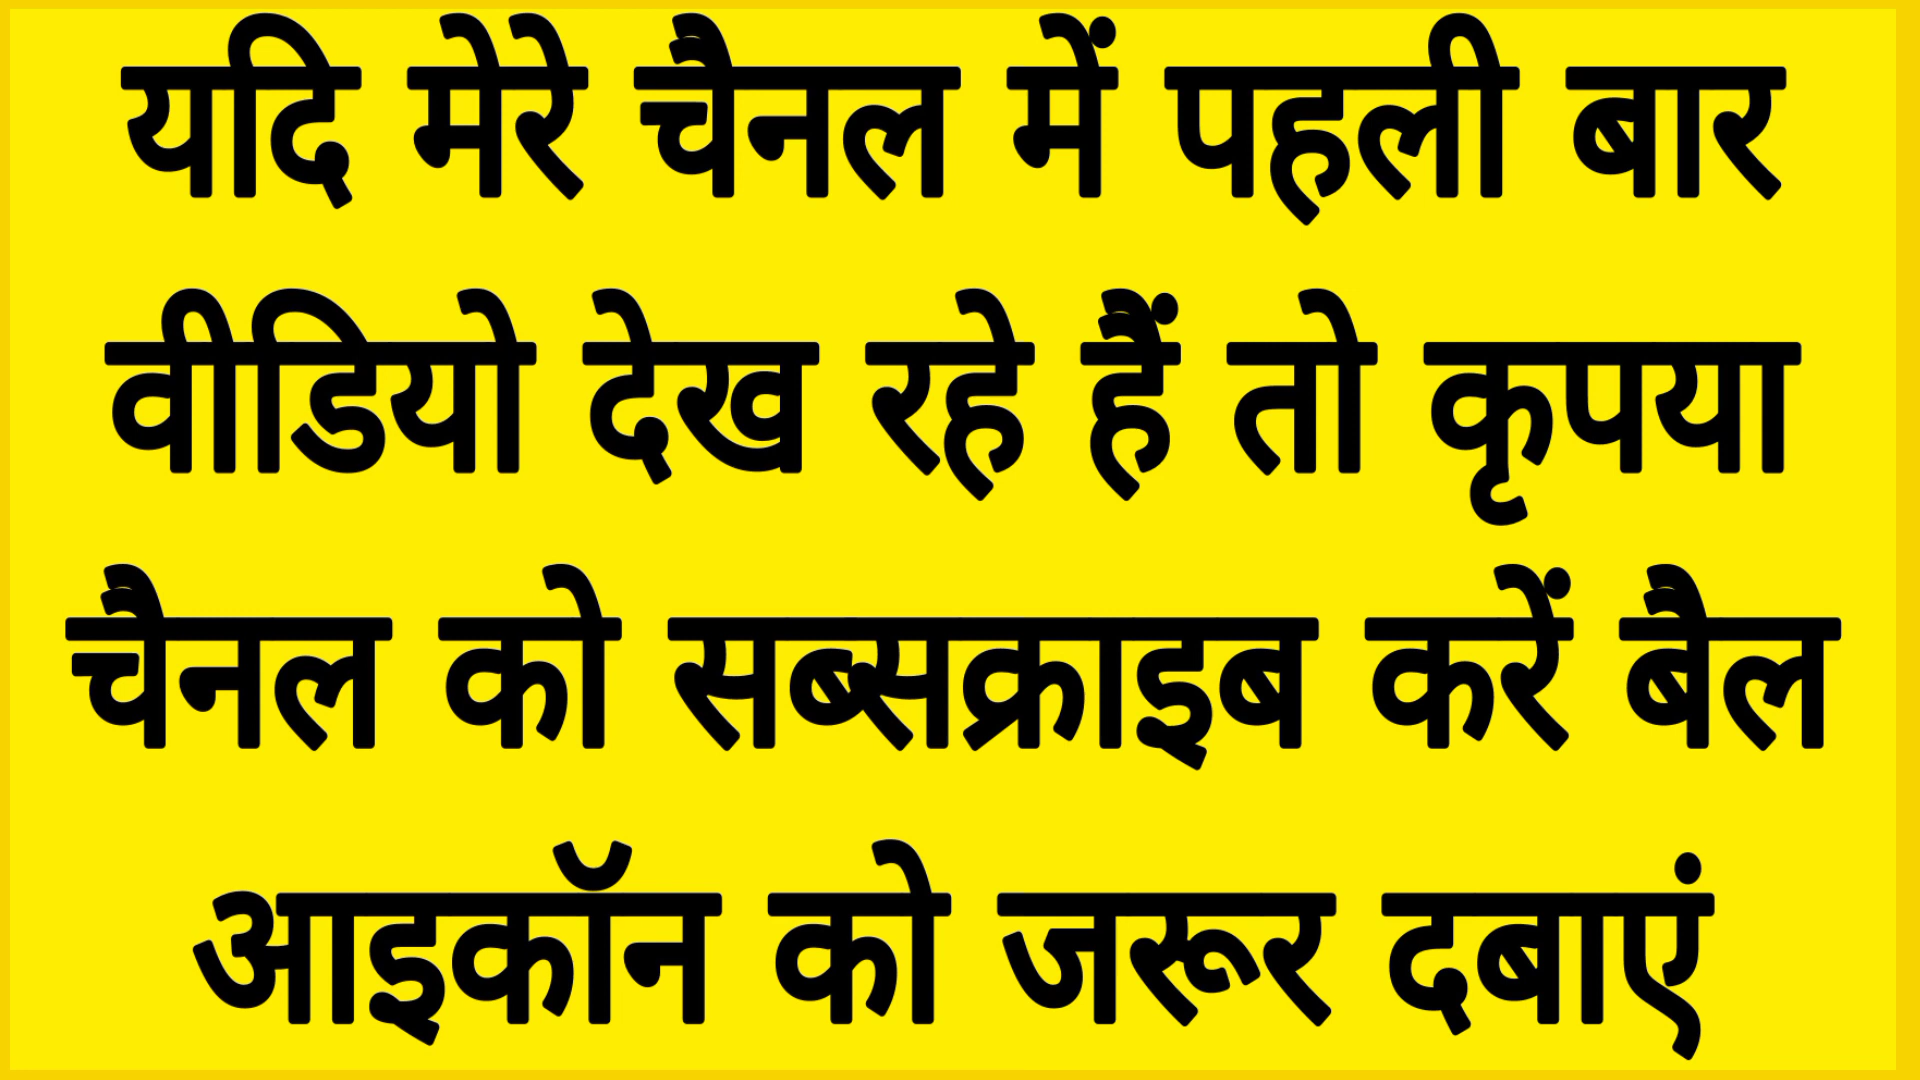 यदि मेरे चैनल में पहली बार
वीडियो देख रहे हैं तो कृपया
चैनल को सब्सक्राइब करें बैल
आइकॉन को जरूर दबाएं